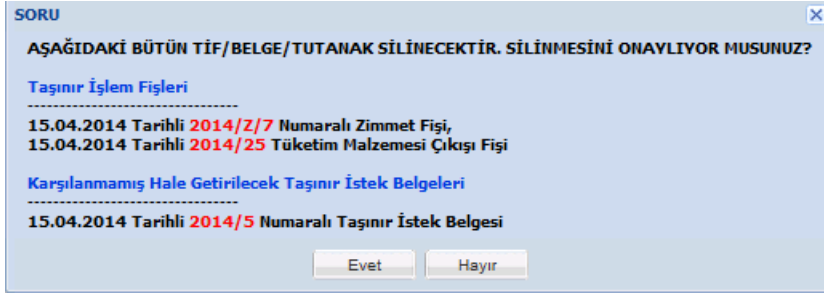 SORU
AŞAĞIDAKİ BÜTÜN TİF/BELGE/TUTANAK SİLİNECEKTİR. SİLİNMESİNİ ONAYLIYOR MUSUNUZ?
Taşınır İşlem Fişleri
---------------------------------
15.04.2014 Tarihli 2014/Z/7 Numaralı Zimmet Fişi,
15.04.2014 Tarihli 2014/25 Tüketim Malzemesi Çıkışı Fişi
Karşılanmamış Hale Getirilecek Taşınır İstek Belgeleri
---------------------------------
15.04.2014 Tarihli 2014/5 Numaralı Taşınır İstek Belgesi
Evet Hayır